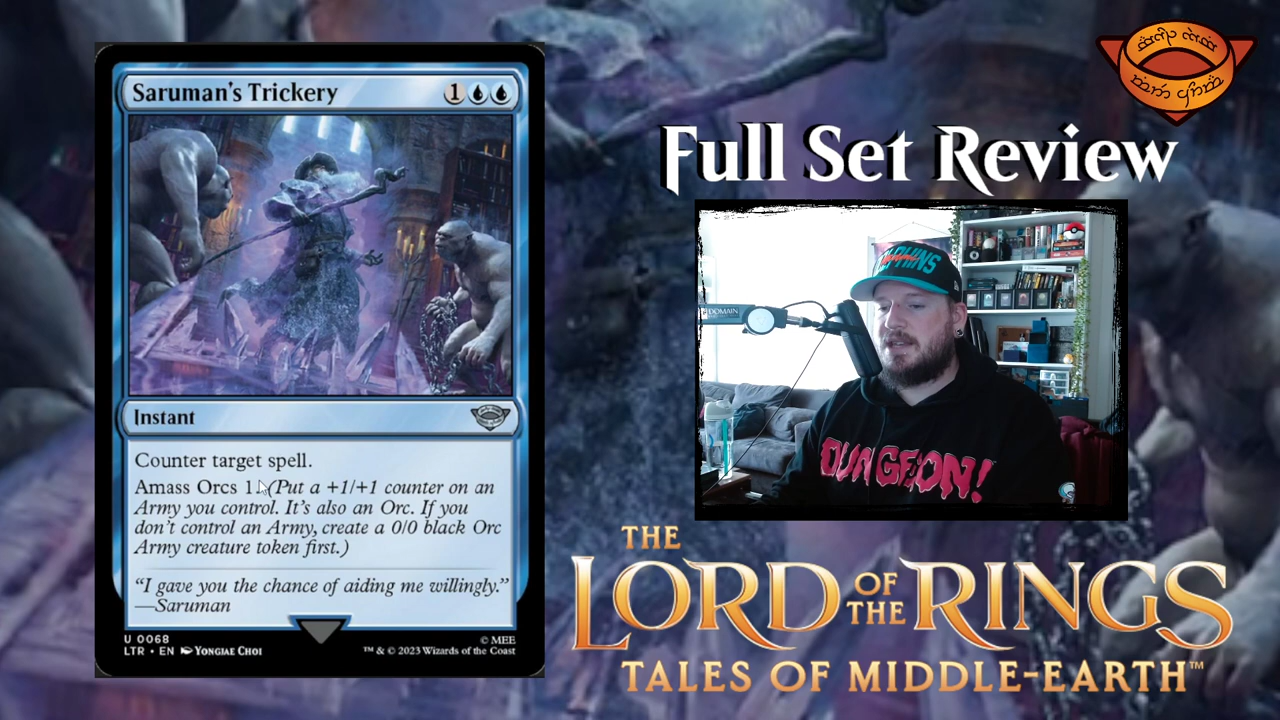 Saruman's Trickery 1
Instant
Counter target spell.
Amass Orcs 1. (Put a +1/+1 counter on an
Army you control. It's also an Orc. If you
don't control an Army, create a 0/0 black Orc
Army creature token first.)
“I gave you the chance of aiding me willingly.”
—Saruman
U 0068
LTR • EN Yongjae Choi
© MEE
™ & © 2023 Wizards of the Coast
Full Set Review
DOMAIN
DUNGEON!
THE
LORD OF THE RINGS
TALES OF MIDDLE-EARTH™